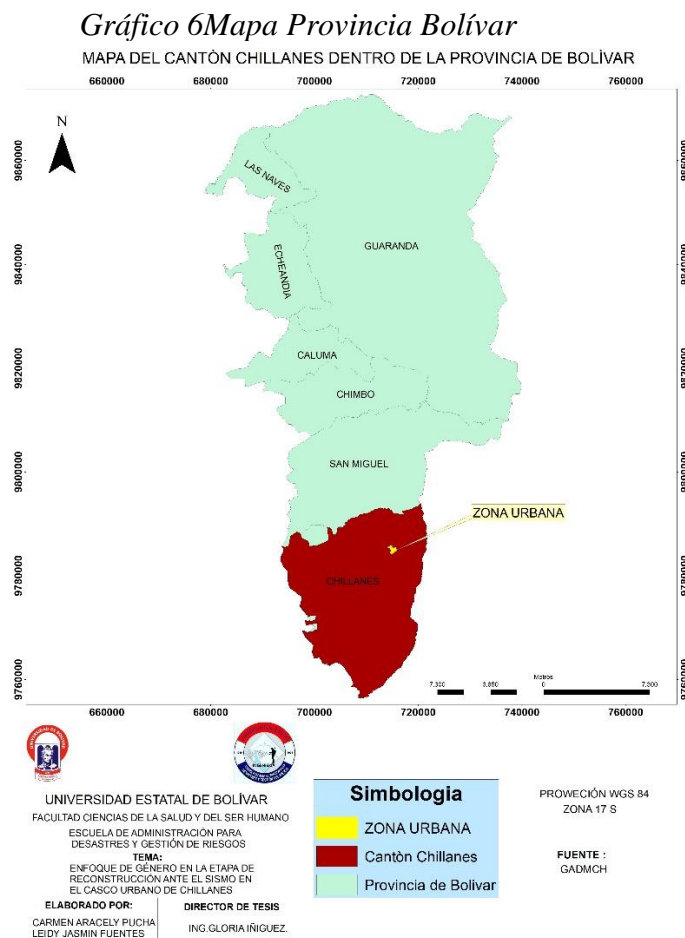 Gráfico 6Mapa Provincia Bolívar
MAPA DEL CANTÒN CHILLANES DENTRO DE LA PROVINCIA DE BOLÌVAR
660000 680000 700000 720000 740000 760000
N
9860000 9860000
LAS NAVES
GUARANDA
ECHEANDIA
9840000 9840000
CALUMA
9820000 9820000
CHIMBO
SAN MIGUEL
9800000 9800000
ZONA URBANA
CHILLANES
9780000 9780000
Metros
7,300 3,650 0 7,300
9760000 9760000
660000 680000 700000 720000 740000 760000
UNIVERSIDAD ESTATAL DE BOLÍVAR
FACULTAD CIENCIAS DE LA SALUD Y DEL SER HUMANO
ESCUELA DE ADMINISTRACIÓN PARA
DESASTRES Y GESTIÓN DE RIESGOS
TEMA:
ENFOQUE DE GÉNERO EN LA ETAPA DE
RECONSTRUCCIÓN ANTE EL SISMO EN
EL CASCO URBANO DE CHILLANES
ELABORADO POR:
CARMEN ARACELY PUCHA
LEIDY JASMIN FUENTES
DIRECTOR DE TESIS
ING.GLORIA IÑIGUEZ.
Simbologia
ZONA URBANA
Cantòn Chillanes
Provincia de Bolivar
PROWECIÓN WGS 84
ZONA 17 S
FUENTE :
GADMCH